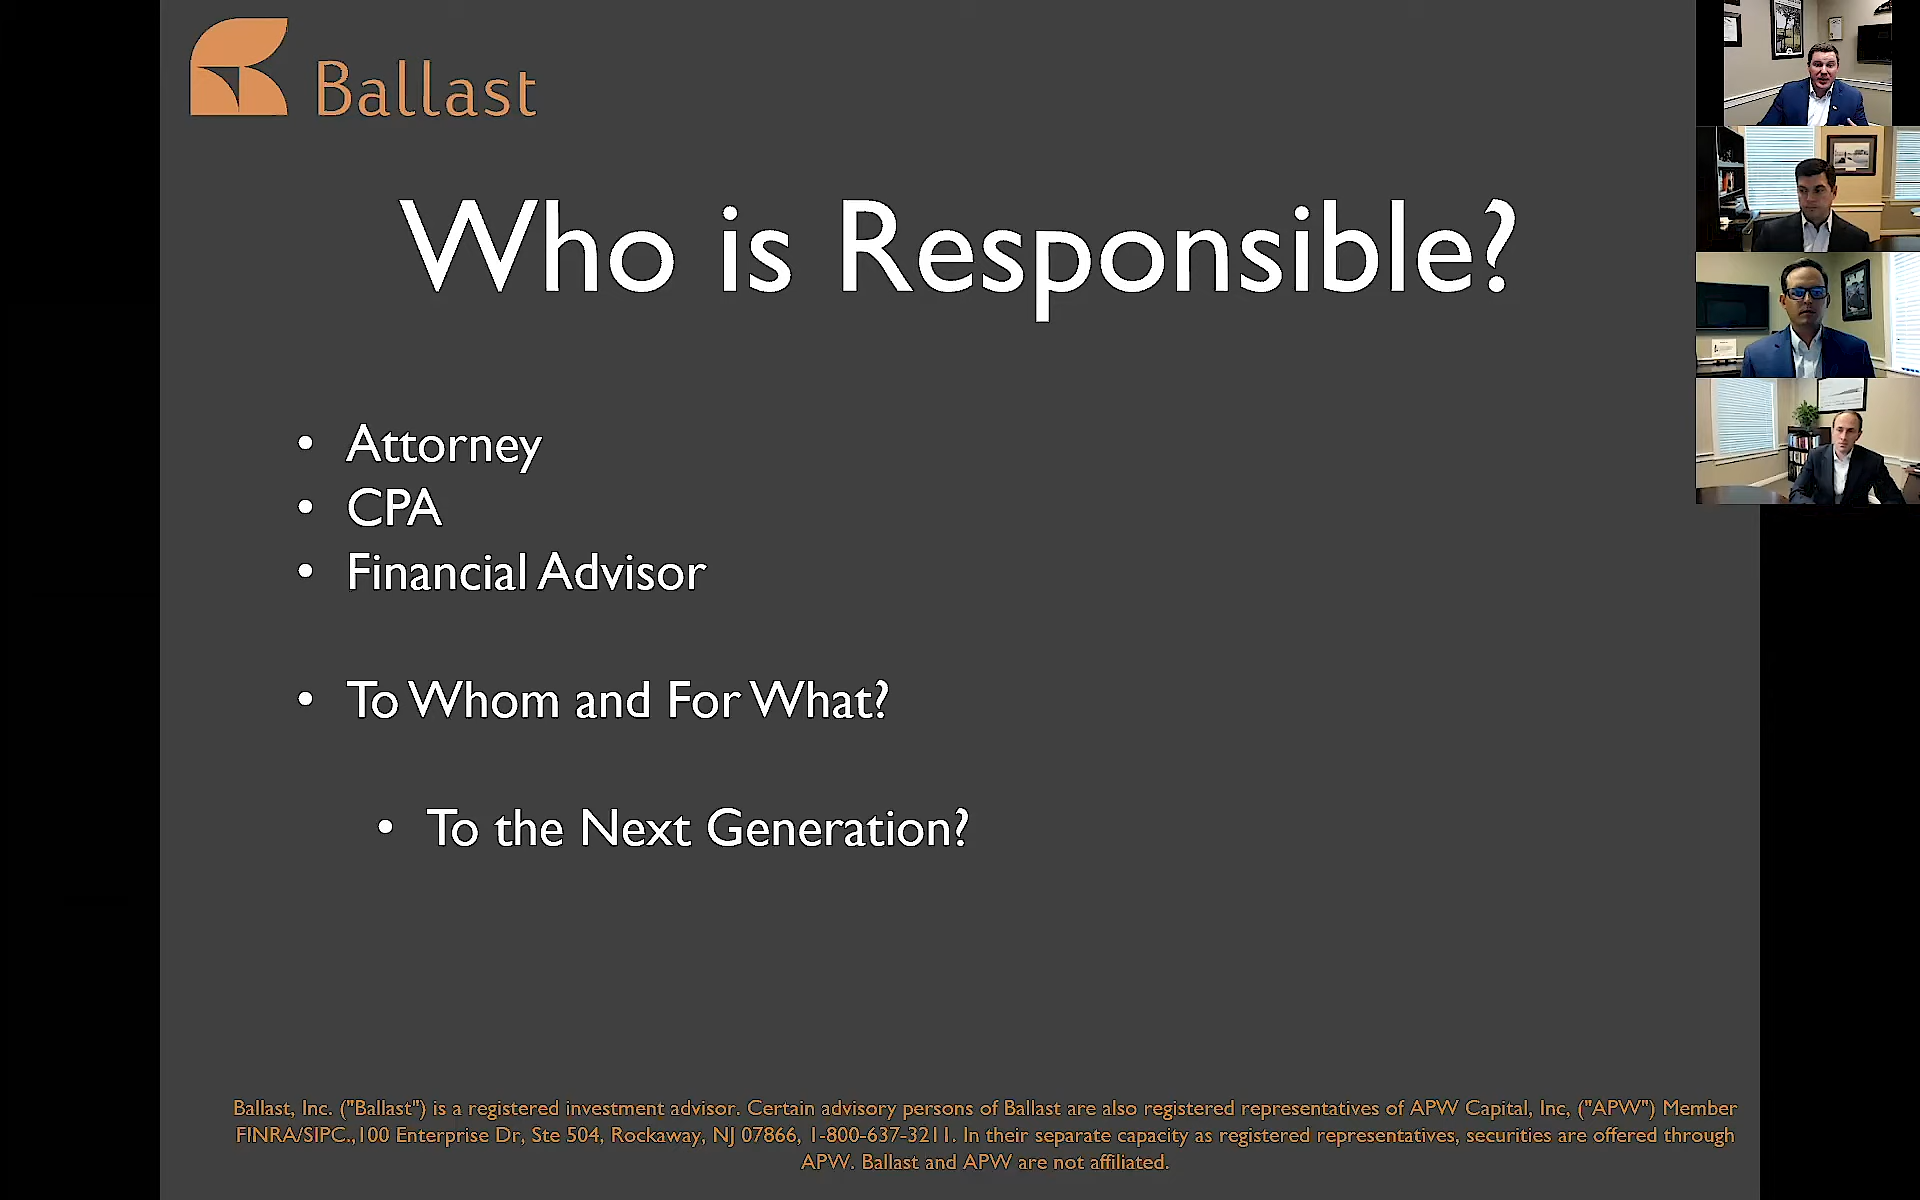 Ballast
Who is Responsible?
• Attorney
• CPA
• Financial Advisor
• To Whom and For What?
• To the Next Generation?
Ballast, Inc. ("Ballast") is a registered investment advisor. Certain advisory persons of Ballast are also registered representatives of APW Capital, Inc, ("APW") Member
FINRA/SIPC.,100 Enterprise Dr, Ste 504, Rockaway, NJ 07866, 1-800-637-3211. In their separate capacity as registered representatives, securities are offered through
APW. Ballast and APW are not affiliated.